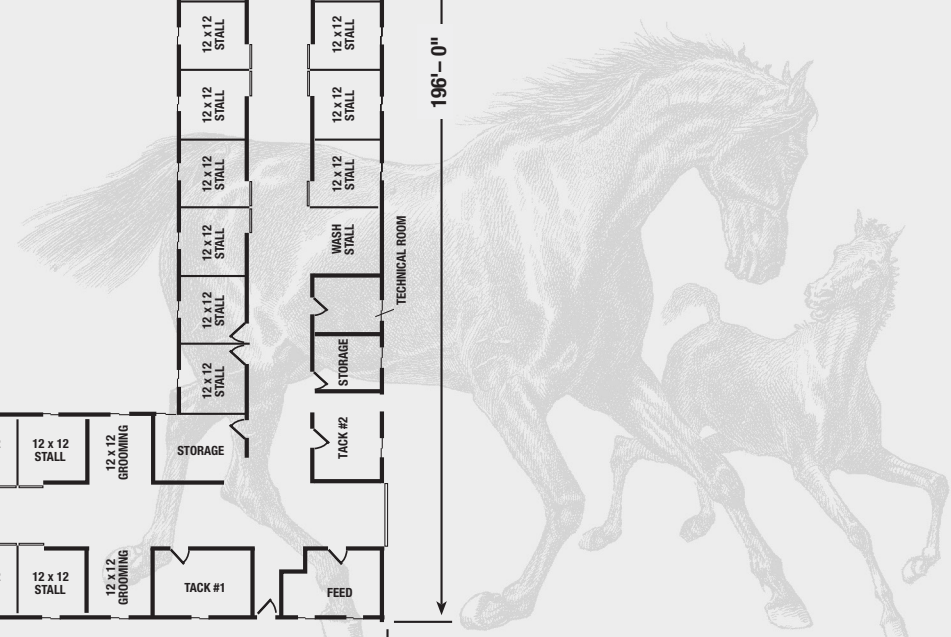 12 x 12
STALL
12 x 12
STALL
196'– 0"
12 x 12
STALL
12 x 12
STALL
12 x 12
STALL
12 x 12
STALL
12 x 12
STALL
WASH
STALL
TECHNICAL ROOM
12 x 12
STALL
12 x 12
STALL
STORAGE
12 x 12
STALL
12 x 12
GROOMING
STORAGE
TACK #2
12 x 12
STALL
12 x 12
GROOMING
TACK #1
FEED